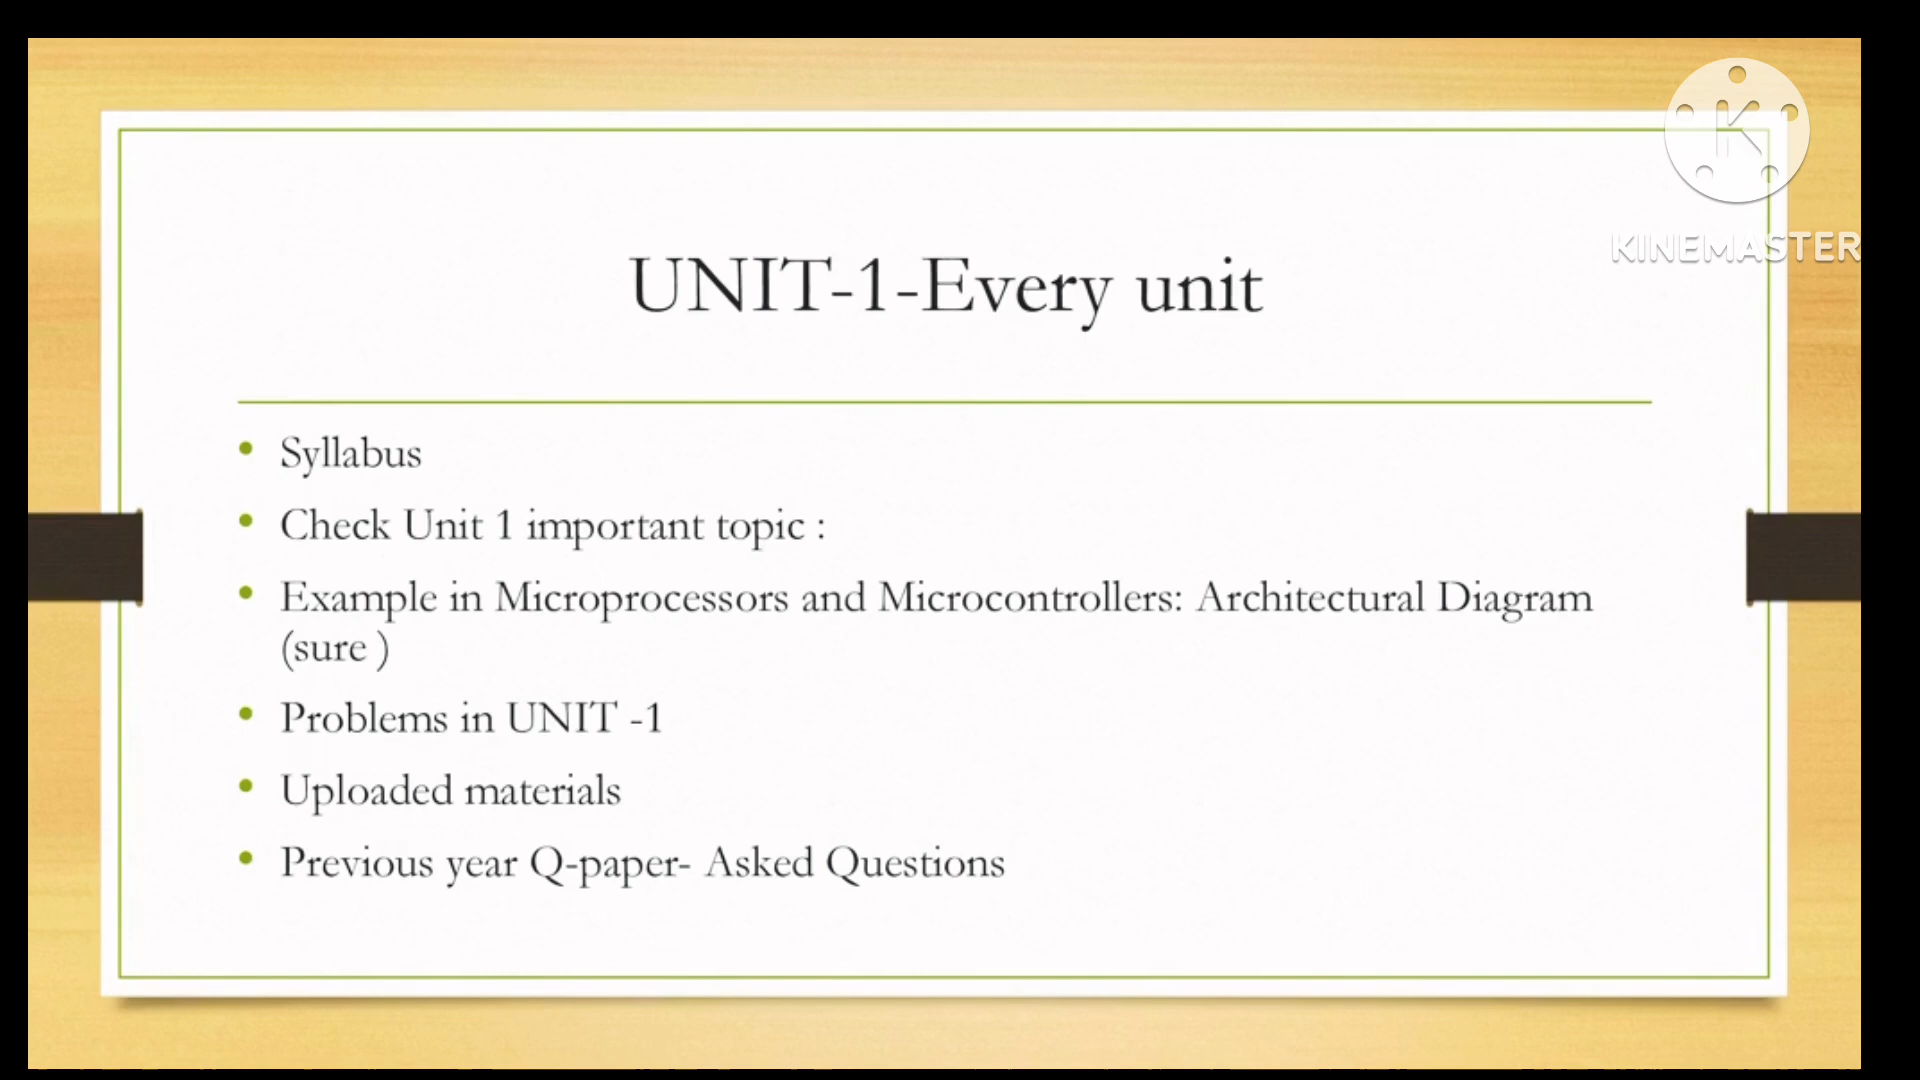 KINEMASTER
UNIT-1-Every unit
Syllabus
Check Unit 1 important topic :
Example in Microprocessors and Microcontrollers: Architectural Diagram
(sure )
Problems in UNIT -1
Uploaded materials
Previous year Q-paper- Asked Questions